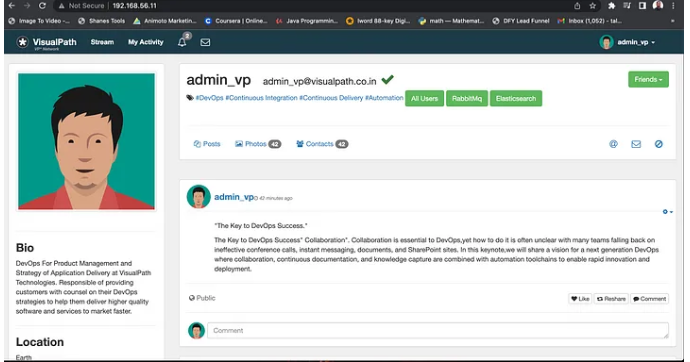 Not Secure | 192.168.56.11
Image To Video -... Shanes Tools Animoto Marketin... Coursera | Online... Java Programmin... lword 88-key Digi... math — Mathemat... DFY Lead Funnel Inbox (1,052) - tal...
VisualPath Stream My Activity 2 admin_vp
VP™ Network
admin_vp admin_vp@visualpath.co.in Friends
#DevOps #Continuous Integration #Continuous Delivery #Automation All Users RabbitMq Elasticsearch
Posts Photos 42 Contacts 42 @
admin_vp 42 minutes ago
"The Key to DevOps Success."
The Key to DevOps Success" Collaboration". Collaboration is essential to DevOps,yet how to do it is often unclear with many teams falling back on
ineffective conference calls, instant messaging, documents, and SharePoint sites. In this keynote,we will share a vision for a next generation DevOps
where collaboration, continuous documentation, and knowledge capture are combined with automation toolchains to enable rapid innovation and
deployment.
Public Like Reshare Comment
Comment
Bio
DevOps For Product Management and
Strategy of Application Delivery at VisualPath
Technologies. Responsible of providing
customers with counsel on their DevOps
strategies to help them deliver higher quality
software and services to market faster.
Location
Earth